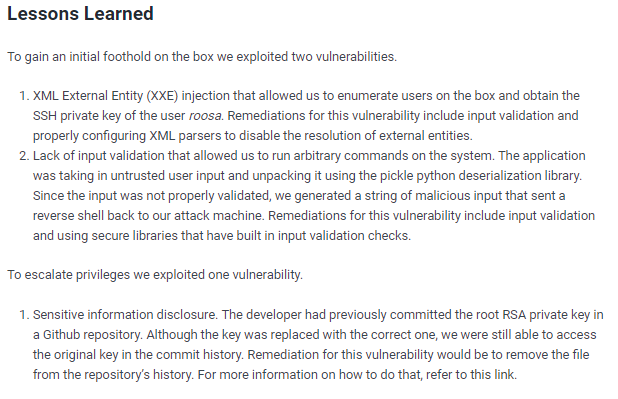 Lessons Learned
To gain an initial foothold on the box we exploited two vulnerabilities.
1. XML External Entity (XXE) injection that allowed us to enumerate users on the box and obtain the
SSH private key of the user roosa. Remediations for this vulnerability include input validation and
properly configuring XML parsers to disable the resolution of external entities.
2. Lack of input validation that allowed us to run arbitrary commands on the system. The application
was taking in untrusted user input and unpacking it using the pickle python deserialization library.
Since the input was not properly validated, we generated a string of malicious input that sent a
reverse shell back to our attack machine. Remediations for this vulnerability include input validation
and using secure libraries that have built in input validation checks.
To escalate privileges we exploited one vulnerability.
1. Sensitive information disclosure. The developer had previously committed the root RSA private key in
a Github repository. Although the key was replaced with the correct one, we were still able to access
the original key in the commit history. Remediation for this vulnerability would be to remove the file
from the repository's history. For more information on how to do that, refer to this link.